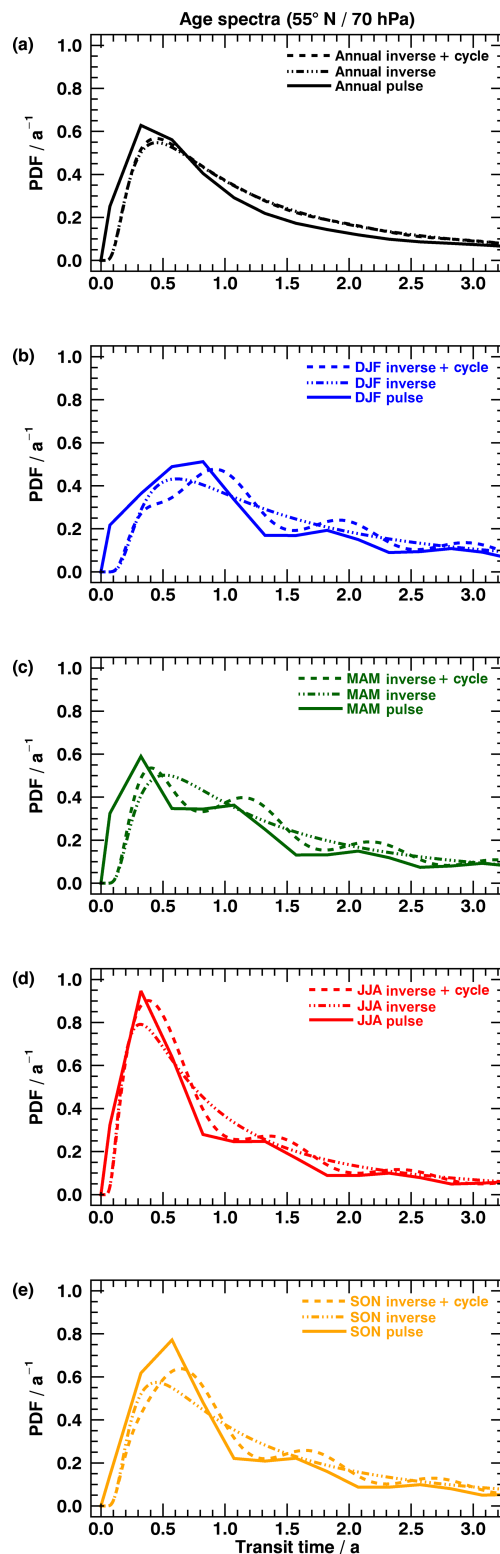 Age spectra (55° N / 70 hPa)
(a)
Annual inverse + cycle
Annual inverse
Annual pulse
PDF / a⁻¹
1.0
0.8
0.6
0.4
0.2
0.0
0.0 0.5 1.0 1.5 2.0 2.5 3.0
(b)
DJF inverse + cycle
DJF inverse
DJF pulse
PDF / a⁻¹
1.0
0.8
0.6
0.4
0.2
0.0
0.0 0.5 1.0 1.5 2.0 2.5 3.0
(c)
MAM inverse + cycle
MAM inverse
MAM pulse
PDF / a⁻¹
1.0
0.8
0.6
0.4
0.2
0.0
0.0 0.5 1.0 1.5 2.0 2.5 3.0
(d)
JJA inverse + cycle
JJA inverse
JJA pulse
PDF / a⁻¹
1.0
0.8
0.6
0.4
0.2
0.0
0.0 0.5 1.0 1.5 2.0 2.5 3.0
(e)
SON inverse + cycle
SON inverse
SON pulse
PDF / a⁻¹
1.0
0.8
0.6
0.4
0.2
0.0
0.0 0.5 1.0 1.5 2.0 2.5 3.0
Transit time / a